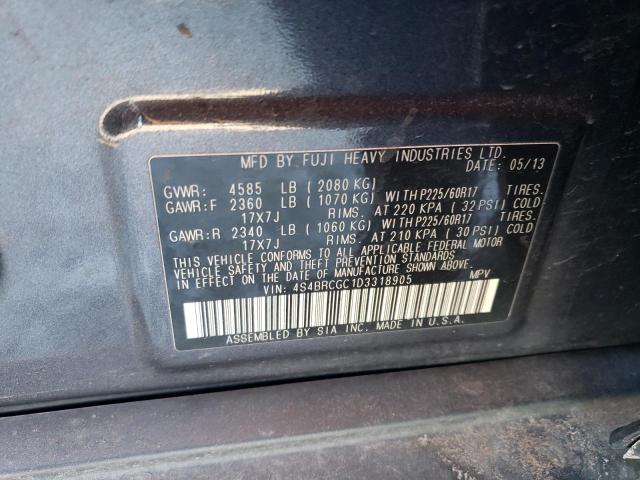 MFD BY FUJI HEAVY INDUSTRIES LTD.
DATE: 05/13
GVWR: 4585 LB ( 2080 KG)
GAWR:F 2360 LB ( 1070 KG) WITH P225/60R17 TIRES.
17X7J RIMS. AT 220 KPA ( 32 PSI) COLD
GAWR:R 2340 LB ( 1060 KG) WITH P225/60R17 TIRES.
17X7J RIMS. AT 210 KPA ( 30 PSI) COLD
THIS VEHICLE CONFORMS TO ALL APPLICABLE FEDERAL MOTOR
VEHICLE SAFETY AND BUMPER STANDARDS
IN EFFECT ON THE DATE OF MANUFACTURE SHOWN ABOVE.
VIN: 4S4BRCGC1D3318905 MPV
ASSEMBLED BY SIA INC. MADE IN U.S.A.